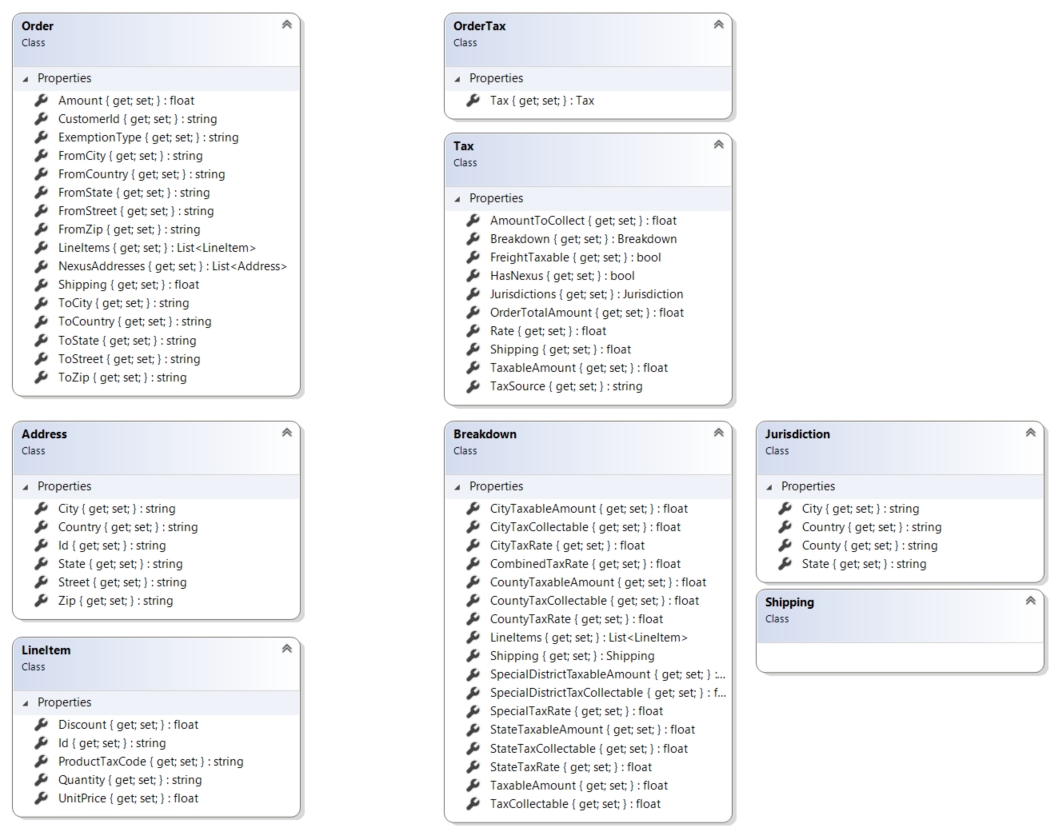 Order
Class
Properties
Amount { get; set; } : float
CustomerId { get; set; } : string
ExemptionType { get; set; } : string
FromCity { get; set; } : string
FromCountry { get; set; } : string
FromState { get; set; } : string
FromStreet { get; set; } : string
FromZip { get; set; } : string
LineItems { get; set; } : List<LineItem>
NexusAddresses { get; set; } : List<Address>
Shipping { get; set; } : float
ToCity { get; set; } : string
ToCountry { get; set; } : string
ToState { get; set; } : string
ToStreet { get; set; } : string
ToZip { get; set; } : string
OrderTax
Class
Properties
Tax { get; set; } : Tax
Tax
Class
Properties
AmountToCollect { get; set; } : float
Breakdown { get; set; } : Breakdown
FreightTaxable { get; set; } : bool
HasNexus { get; set; } : bool
Jurisdictions { get; set; } : Jurisdiction
OrderTotalAmount { get; set; } : float
Rate { get; set; } : float
Shipping { get; set; } : float
TaxableAmount { get; set; } : float
TaxSource { get; set; } : string
Address
Class
Properties
City { get; set; } : string
Country { get; set; } : string
Id { get; set; } : string
State { get; set; } : string
Street { get; set; } : string
Zip { get; set; } : string
LineItem
Class
Properties
Discount { get; set; } : float
Id { get; set; } : string
ProductTaxCode { get; set; } : string
Quantity { get; set; } : string
UnitPrice { get; set; } : float
Breakdown
Class
Properties
CityTaxableAmount { get; set; } : float
CityTaxCollectable { get; set; } : float
CityTaxRate { get; set; } : float
CombinedTaxRate { get; set; } : float
CountyTaxableAmount { get; set; } : float
CountyTaxCollectable { get; set; } : float
CountyTaxRate { get; set; } : float
LineItems { get; set; } : List<LineItem>
Shipping { get; set; } : Shipping
SpecialDistrictTaxableAmount { get; set; } :...
SpecialDistrictTaxCollectable { get; set; } : f...
SpecialTaxRate { get; set; } : float
StateTaxableAmount { get; set; } : float
StateTaxCollectable { get; set; } : float
StateTaxRate { get; set; } : float
TaxableAmount { get; set; } : float
TaxCollectable { get; set; } : float
Jurisdiction
Class
Properties
City { get; set; } : string
Country { get; set; } : string
County { get; set; } : string
State { get; set; } : string
Shipping
Class